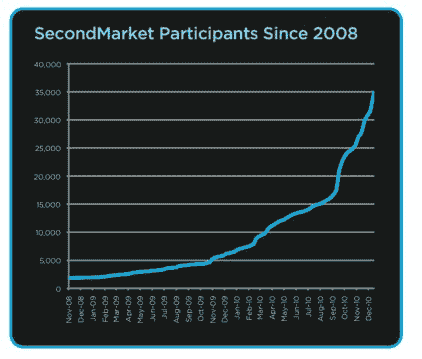 SecondMarket Participants Since 2008
40,000
35,000
30,000
25,000
20,000
15,000
10,000
5,000
0
Nov-08
Dec-08
Jan-09
Feb-09
Mar-09
Apr-09
May-09
Jun-09
Jul-09
Aug-09
Sep-09
Oct-09
Nov-09
Dec-09
Jan-10
Feb-10
Mar-10
Apr-10
May-10
Jun-10
Jul-10
Aug-10
Sep-10
Oct-10
Nov-10
Dec-10